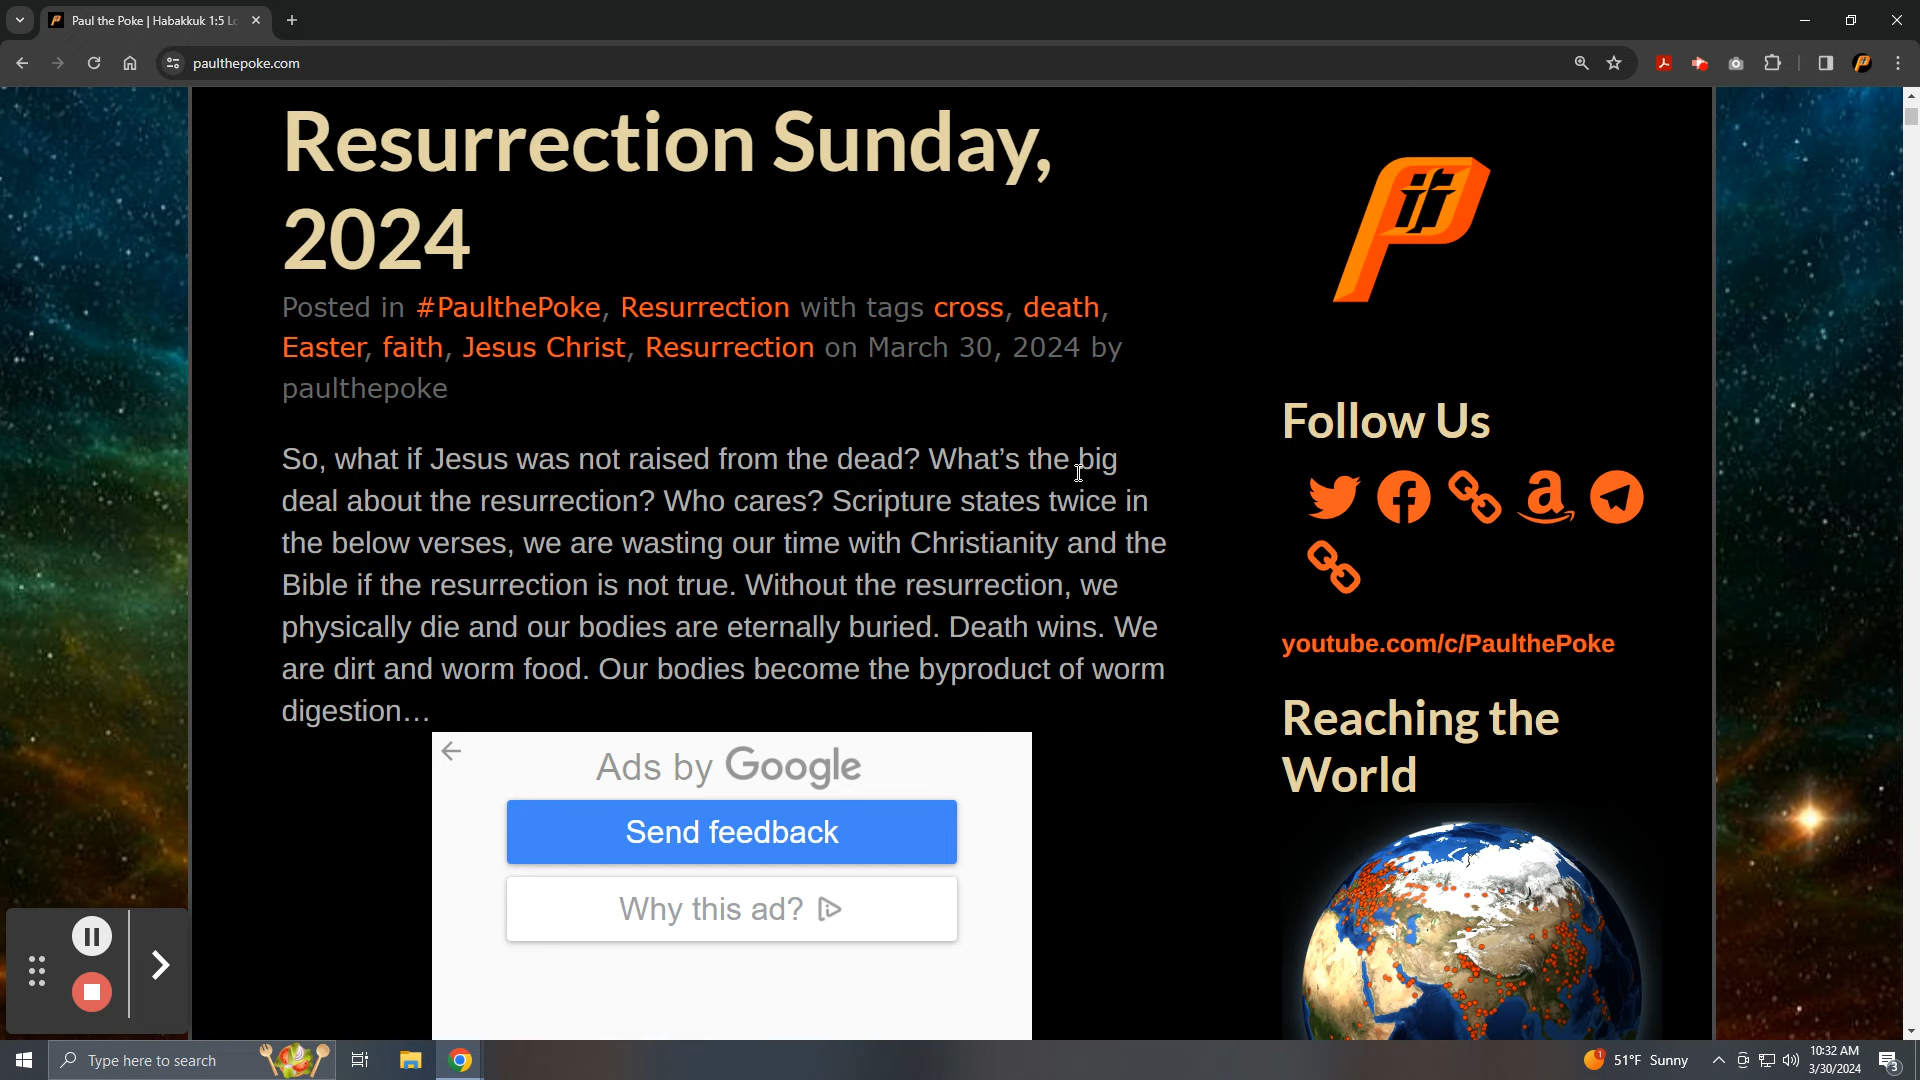 Paul the Poke | Habakkuk 1:5 Lo
paulthepoke.com
Resurrection Sunday,
2024
Posted in #PaulthePoke, Resurrection with tags cross, death,
Easter, faith, Jesus Christ, Resurrection on March 30, 2024 by
paulthepoke
So, what if Jesus was not raised from the dead? What’s the big
deal about the resurrection? Who cares? Scripture states twice in
the below verses, we are wasting our time with Christianity and the
Bible if the resurrection is not true. Without the resurrection, we
physically die and our bodies are eternally buried. Death wins. We
are dirt and worm food. Our bodies become the byproduct of worm
digestion…
Ads by Google
Send feedback
Why this ad?
Follow Us
youtube.com/c/PaulthePoke
Reaching the
World
Type here to search
51°F Sunny
10:32 AM
3/30/2024
3